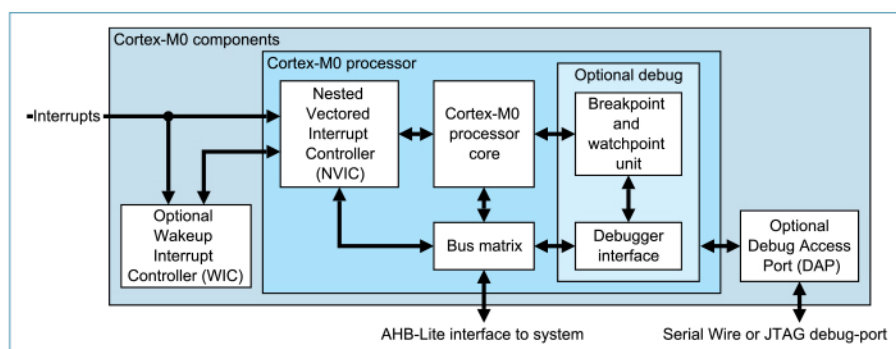 Cortex-M0 components
Cortex-M0 processor
Optional debug
Interrupts
Nested
Vectored
Interrupt
Controller
(NVIC)
Cortex-M0
processor
core
Breakpoint
and
watchpoint
unit
Optional
Wakeup
Interrupt
Controller (WIC)
Bus matrix
Debugger
interface
Optional
Debug Access
Port (DAP)
AHB-Lite interface to system
Serial Wire or JTAG debug-port